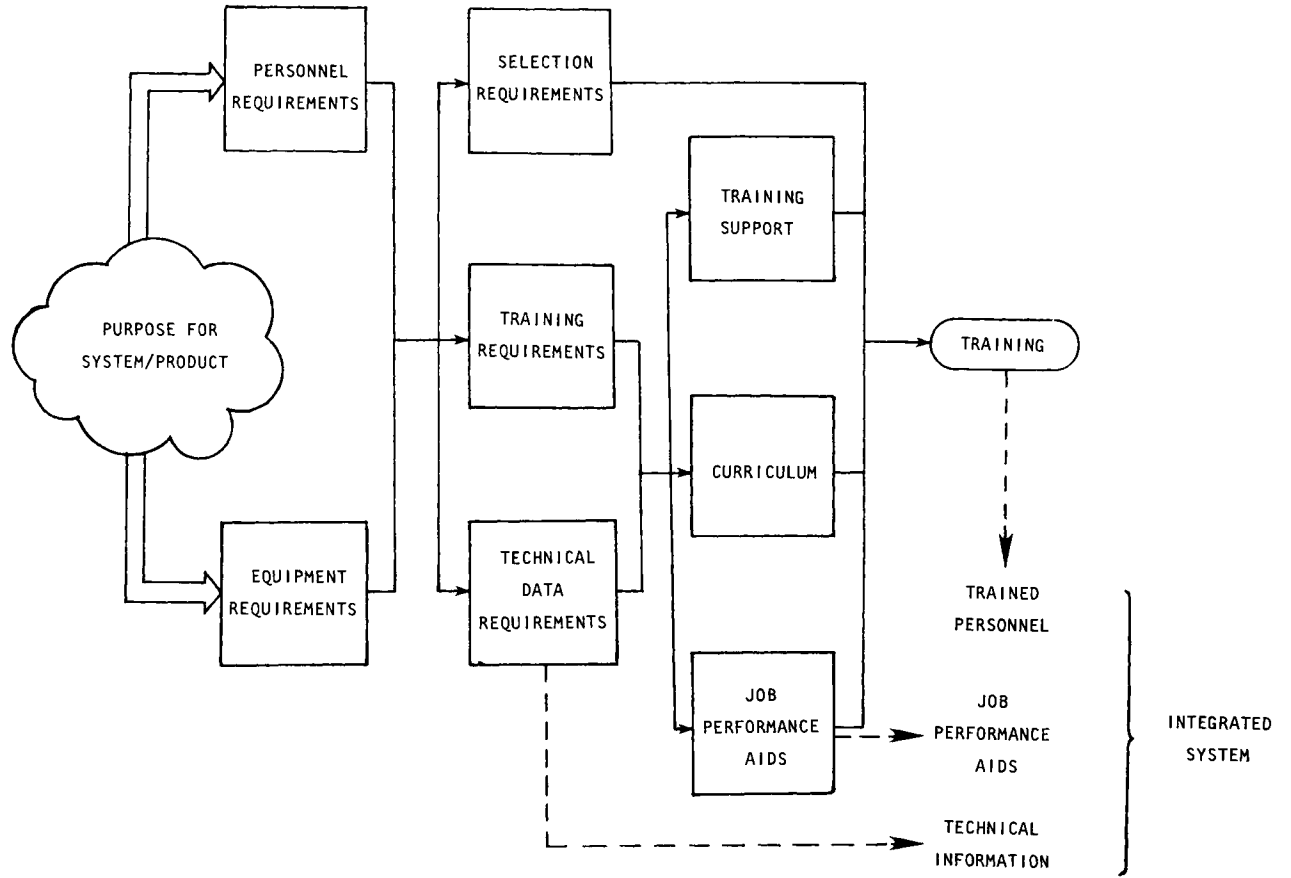 PERSONNEL
REQUIREMENTS
SELECTION
REQUIREMENTS
TRAINING
SUPPORT
PURPOSE FOR
SYSTEM/PRODUCT
TRAINING
REQUIREMENTS
TRAINING
CURRICULUM
EQUIPMENT
REQUIREMENTS
TECHNICAL
DATA
REQUIREMENTS
TRAINED
PERSONNEL
JOB
PERFORMANCE
AIDS
JOB
PERFORMANCE
AIDS
INTEGRATED
SYSTEM
TECHNICAL
INFORMATION